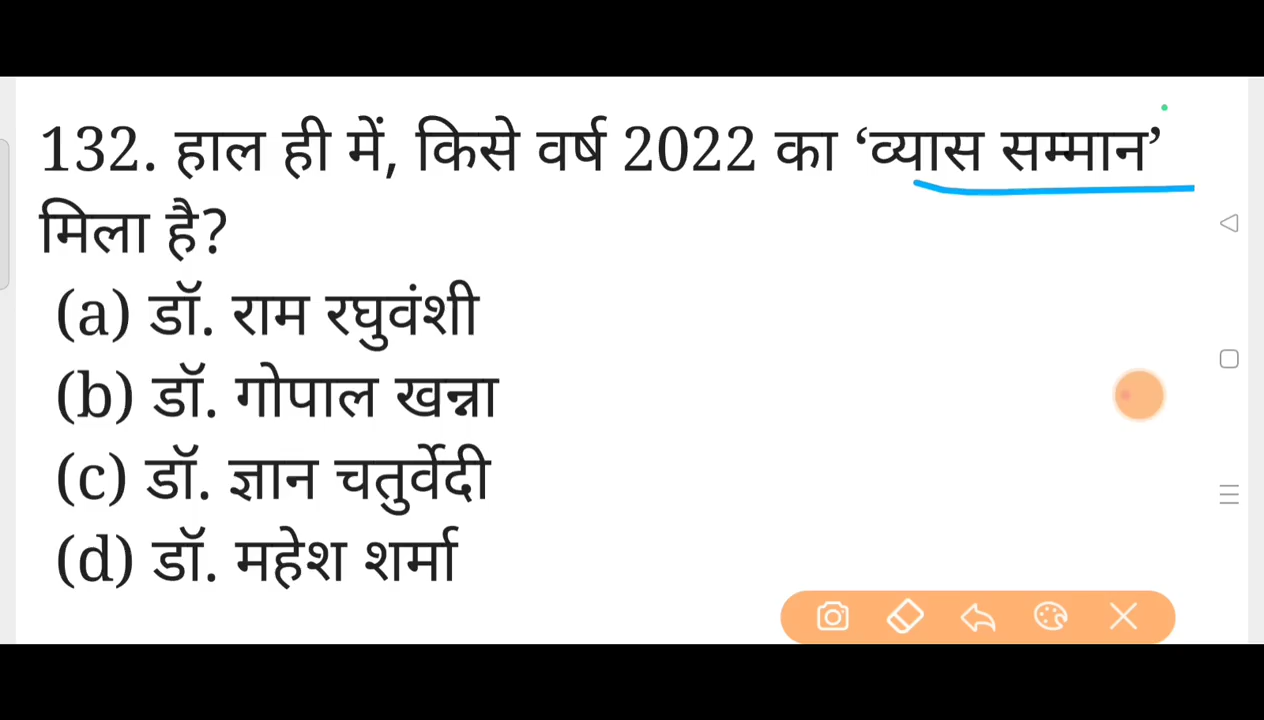 132. हाल ही में, किसे वर्ष 2022 का ‘व्यास सम्मान’
मिला है?
(a) डॉ. राम रघुवंशी
(b) डॉ. गोपाल खन्ना
(c) डॉ. ज्ञान चतुर्वेदी
(d) डॉ. महेश शर्मा